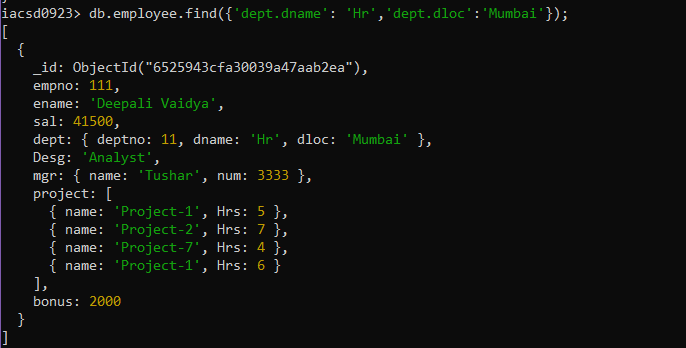 iacsd0923> db.employee.find({'dept.dname': 'Hr','dept.dloc':'Mumbai'});
[
  {
    _id: ObjectId("6525943cfa30039a47aab2ea"),
    empno: 111,
    ename: 'Deepali Vaidya',
    sal: 41500,
    dept: { deptno: 11, dname: 'Hr', dloc: 'Mumbai' },
    Desg: 'Analyst',
    mgr: { name: 'Tushar', num: 3333 },
    project: [
      { name: 'Project-1', Hrs: 5 },
      { name: 'Project-2', Hrs: 7 },
      { name: 'Project-7', Hrs: 4 },
      { name: 'Project-1', Hrs: 6 }
    ],
    bonus: 2000
  }
]